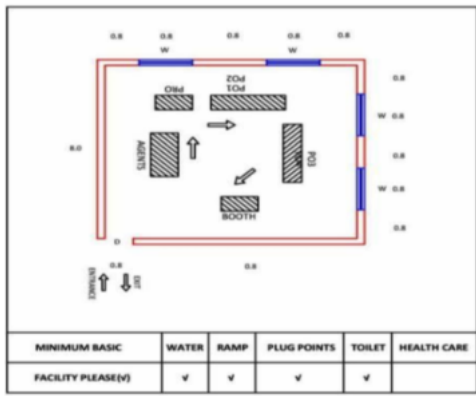 0.8 0.8 0.8 0.8 0.8
W W
PO2
PRO PO1
0.8
W 0.8
8.0 AGENTS PO3 0.8
W 0.8
BOOTH
0.8
D
0.8 0.8
ENTRANCE EXIT
MINIMUM BASIC WATER RAMP PLUG POINTS TOILET HEALTH CARE
FACILITY PLEASE(√) √ √ √ √